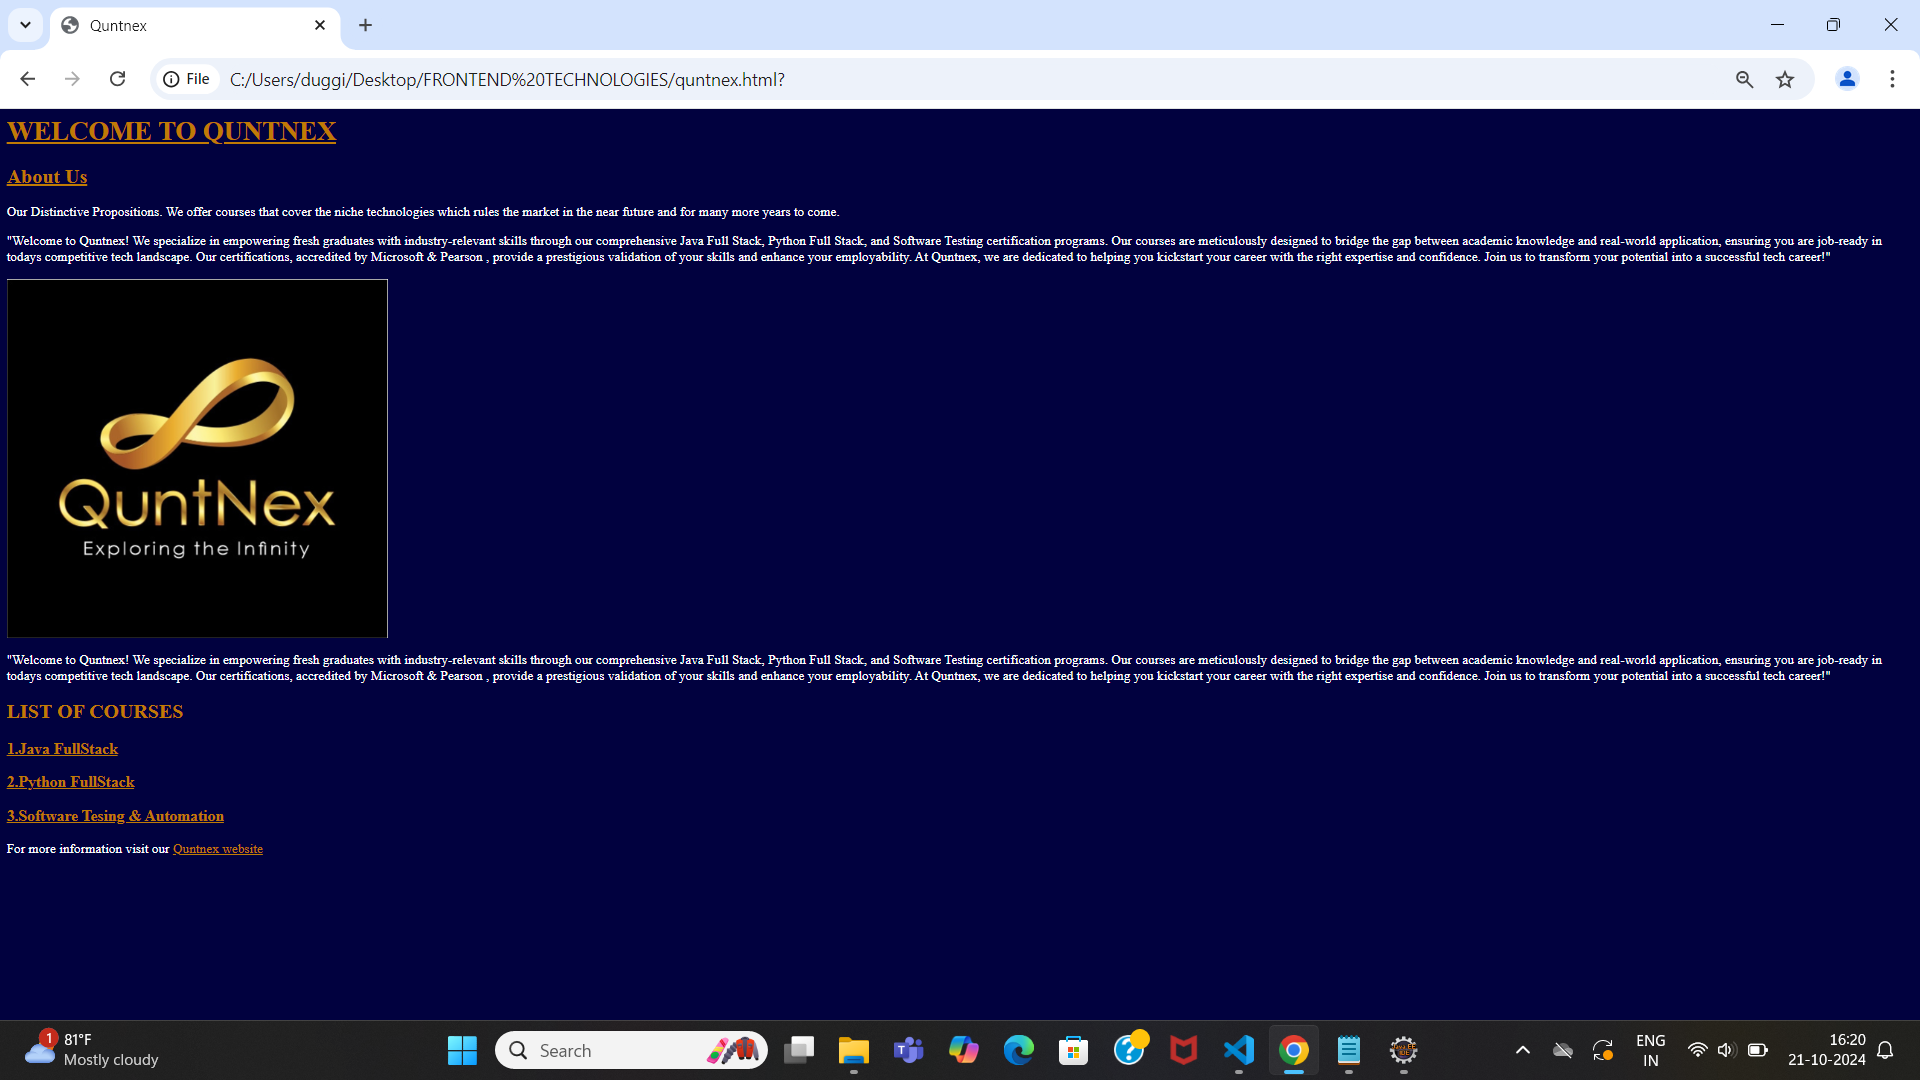 Quntnex
File
C:/Users/duggi/Desktop/FRONTEND%20TECHNOLOGIES/quntnex.html?
WELCOME TO QUNTNEX
About Us
Our Distinctive Propositions. We offer courses that cover the niche technologies which rules the market in the near future and for many more years to come.
"Welcome to Quntnex! We specialize in empowering fresh graduates with industry-relevant skills through our comprehensive Java Full Stack, Python Full Stack, and Software Testing certification programs. Our courses are meticulously designed to bridge the gap between academic knowledge and real-world application, ensuring you are job-ready in
todays competitive tech landscape. Our certifications, accredited by Microsoft & Pearson , provide a prestigious validation of your skills and enhance your employability. At Quntnex, we are dedicated to helping you kickstart your career with the right expertise and confidence. Join us to transform your potential into a successful tech career!"
QuntNex
Exploring the Infinity
"Welcome to Quntnex! We specialize in empowering fresh graduates with industry-relevant skills through our comprehensive Java Full Stack, Python Full Stack, and Software Testing certification programs. Our courses are meticulously designed to bridge the gap between academic knowledge and real-world application, ensuring you are job-ready in
todays competitive tech landscape. Our certifications, accredited by Microsoft & Pearson , provide a prestigious validation of your skills and enhance your employability. At Quntnex, we are dedicated to helping you kickstart your career with the right expertise and confidence. Join us to transform your potential into a successful tech career!"
LIST OF COURSES
1.Java FullStack
2.Python FullStack
3.Software Tesing & Automation
For more information visit our Quntnex website
1
81°F
Mostly cloudy
Search
ENG
IN
16:20
21-10-2024